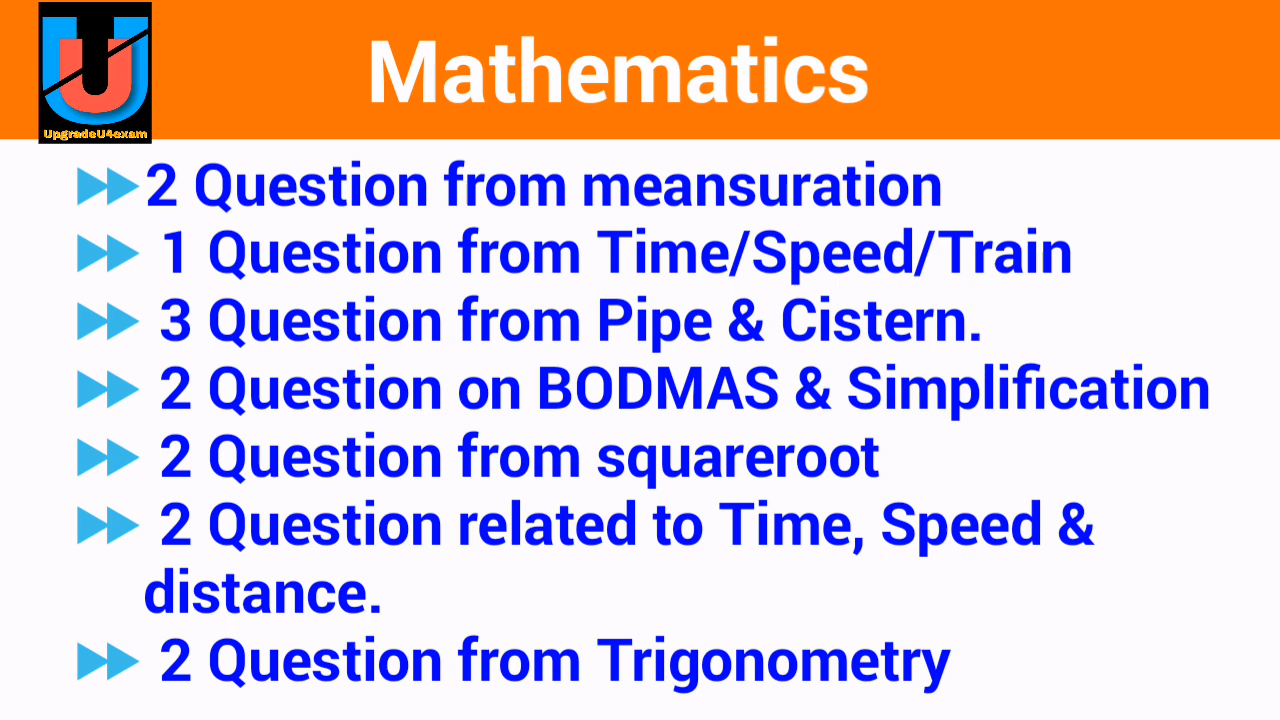 Mathematics
UpgradeU4exam
2 Question from meansuration
1 Question from Time/Speed/Train
3 Question from Pipe & Cistern.
2 Question on BODMAS & Simplification
2 Question from squareroot
2 Question related to Time, Speed &
distance.
2 Question from Trigonometry